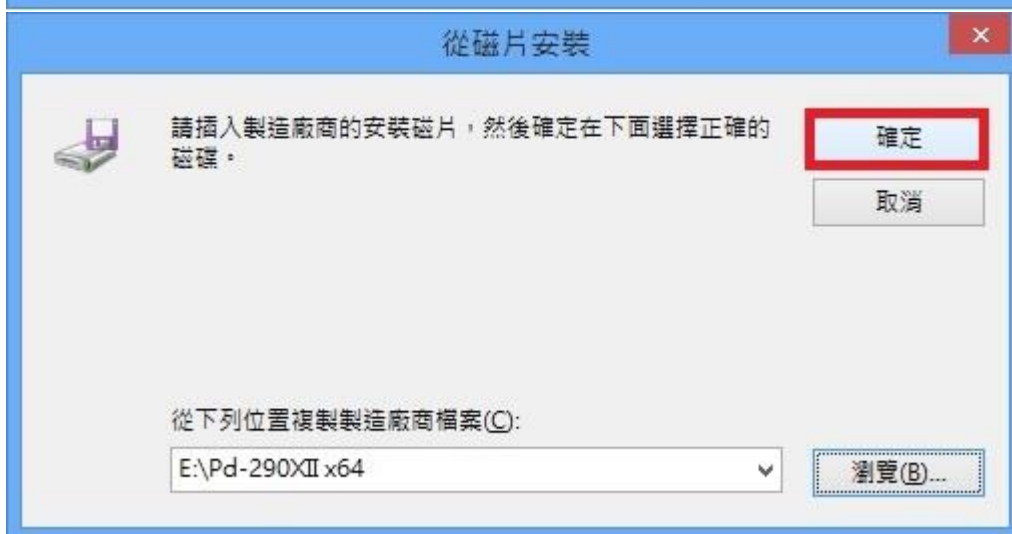 從磁片安裝
請插入製造廠商的安裝磁片，然後確定在下面選擇正確的
磁碟。
確定
取消
從下列位置複製製造廠商檔案(C):
E:\Pd-290XII x64
瀏覽(B)...